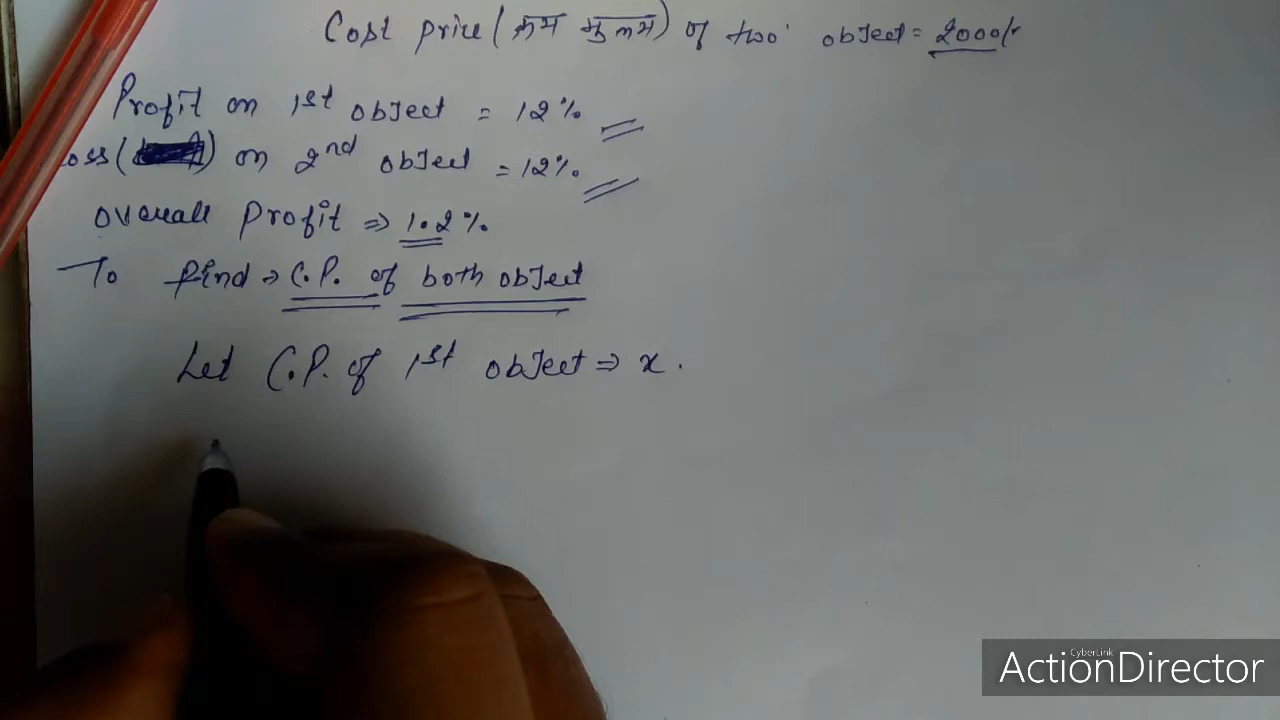 Cost price (क्रय मुल्य) of two object = 2000/-
Profit on 1st object = 12%
Loss( ) on 2nd object = 12%
overall Profit ⇒ 1.2%
To find → C.P. of both object
Let C.P. of 1st object ⇒ x.
CyberLink
ActionDirector